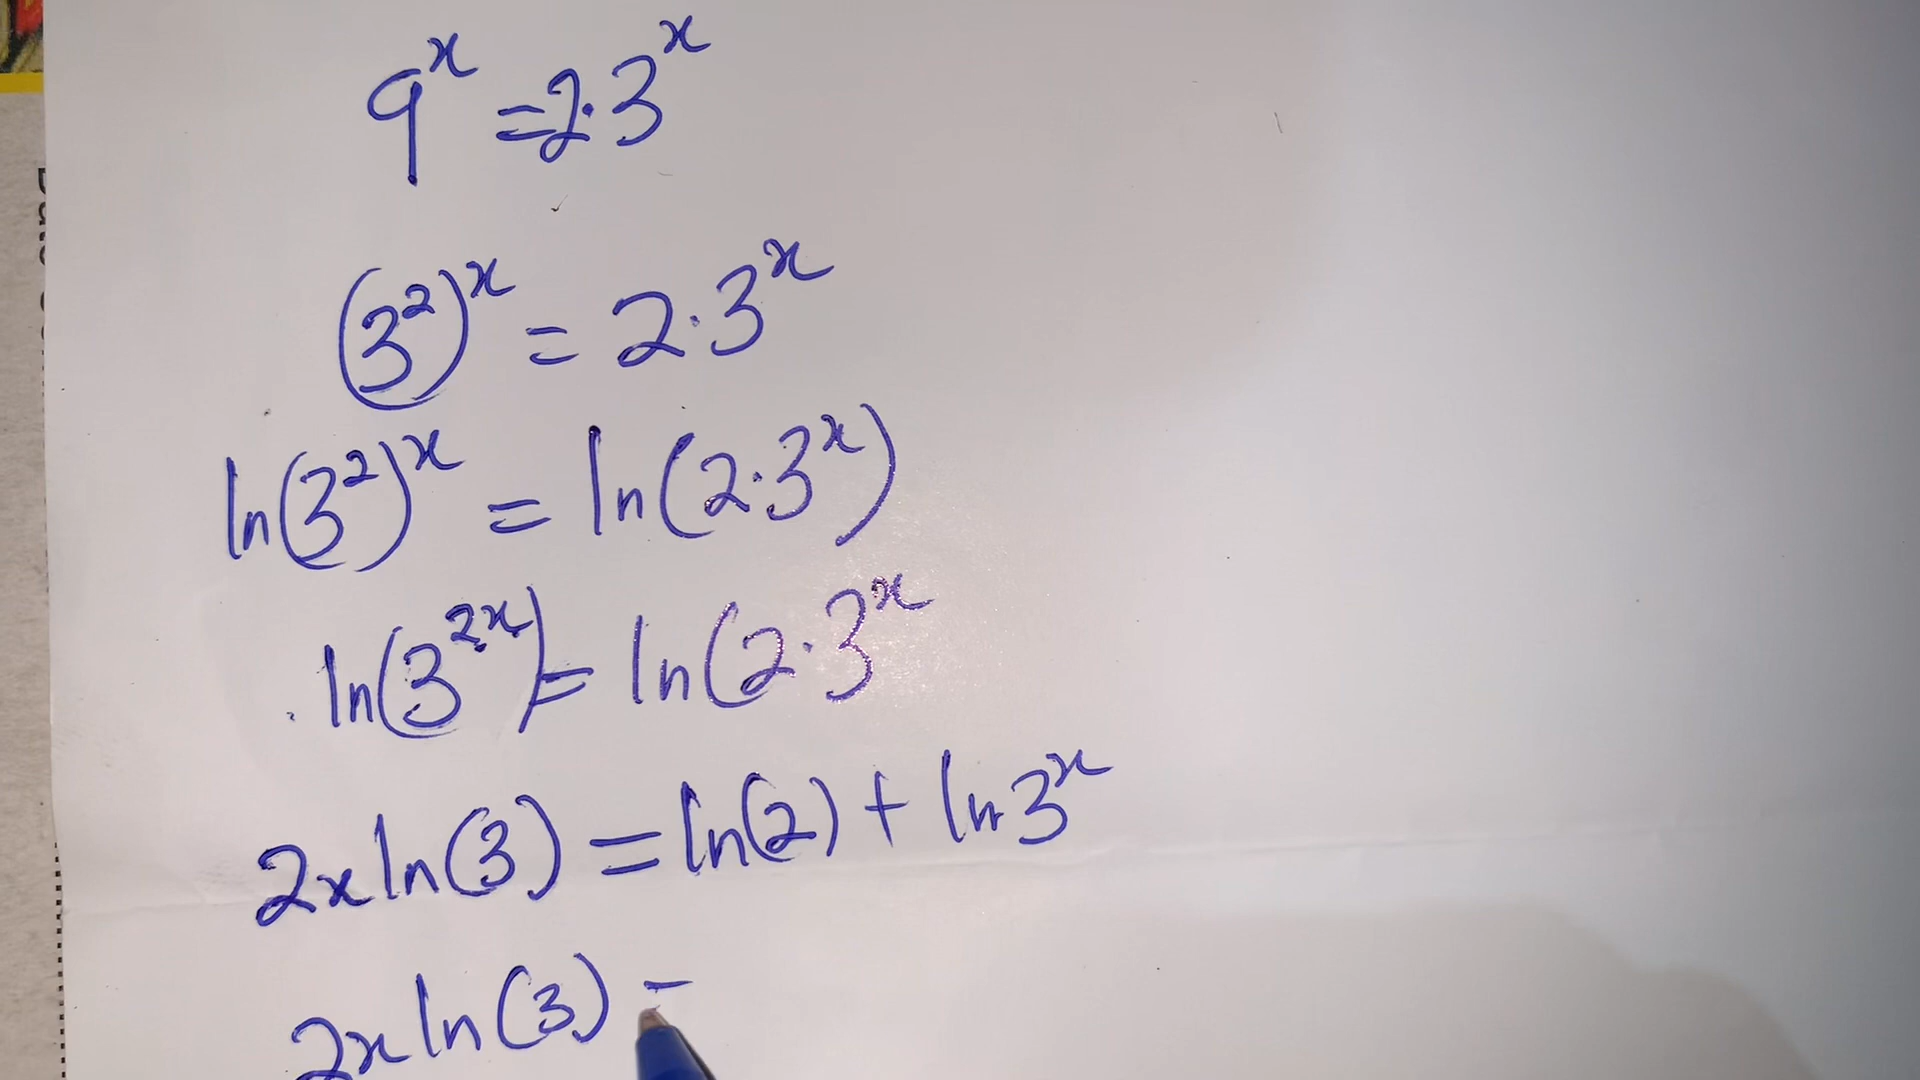 9^x = 2·3^x
(3^2)^x = 2·3^x
ln(3^2)^x = ln(2·3^x)
ln(3^2x) = ln(2·3^x
2x ln(3) = ln(2) + ln 3^x
2x ln(3) =